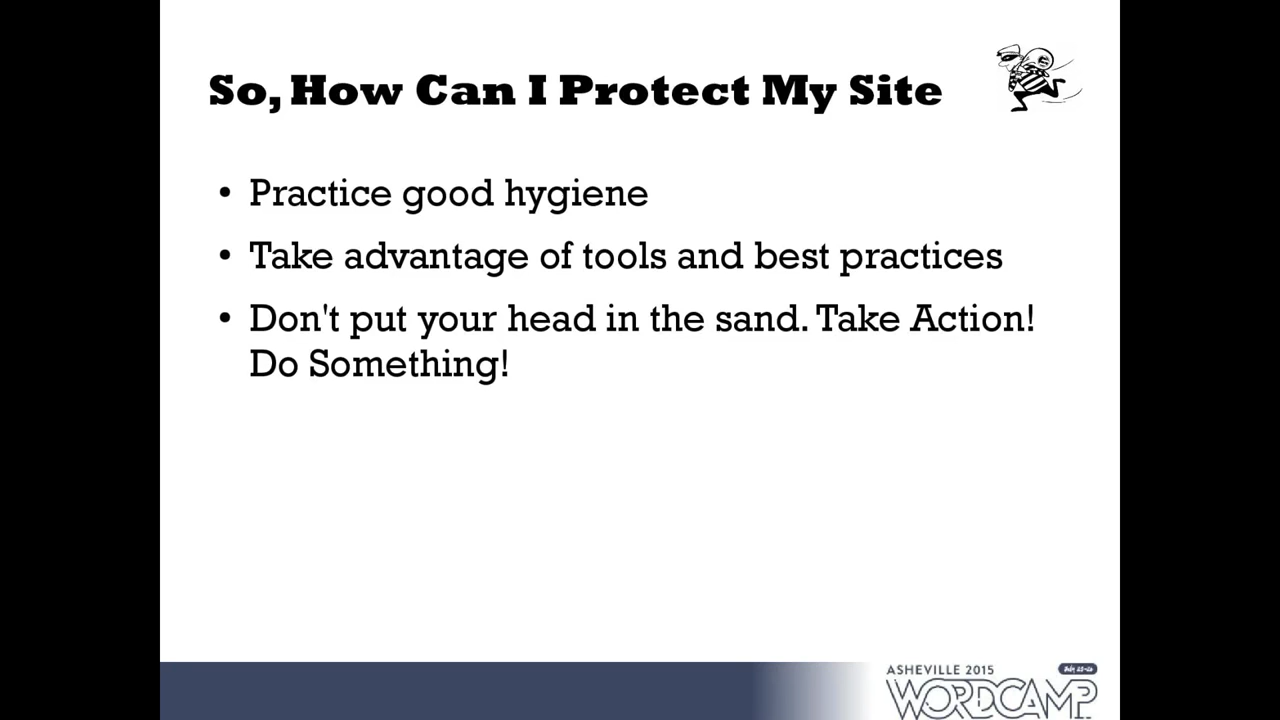 So, How Can I Protect My Site
• Practice good hygiene
• Take advantage of tools and best practices
• Don't put your head in the sand. Take Action!
Do Something!
ASHEVILLE 2015
WORDCAMP